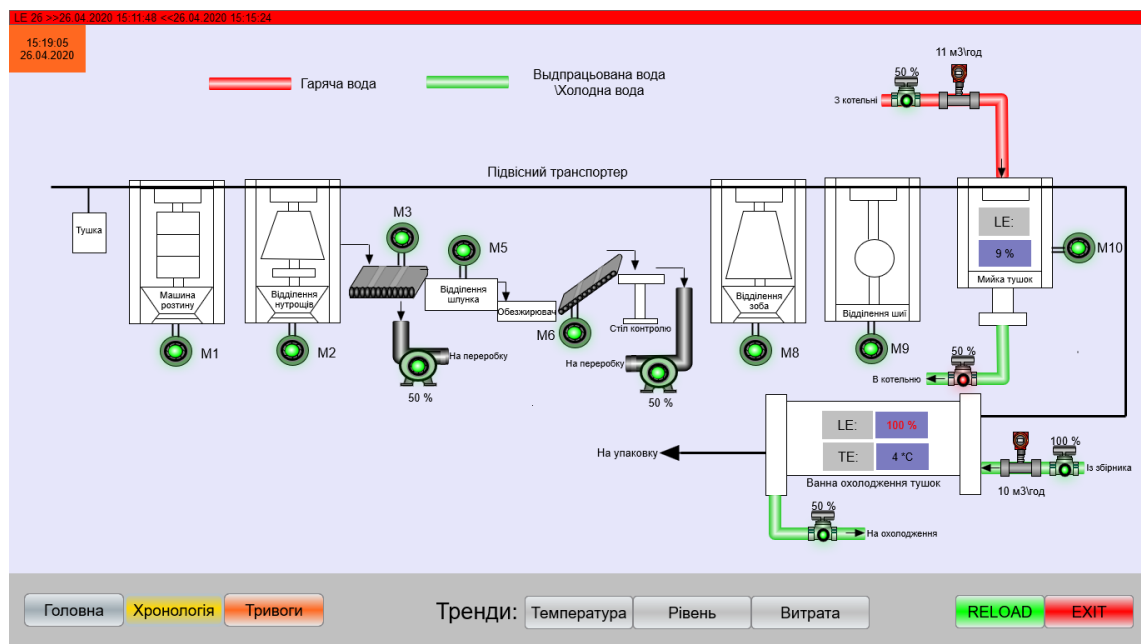 LE 26 >>26.04.2020 15:11:48 <<26.04.2020 15:15:24
15:19:05
26.04.2020
Гаряча вода
Выдпрацьована вода
\Холодна вода
11 м3\год
50 %
З котельні
Підвісний транспортер
Тушка
M3
M5
LE:
9 %
M10
Машина
розтину
Відділення
нутрощів
Відділення
шпунка
Обезжирювач
M6
Стіл контролю
Відділення
зоба
Відділення шиї
Мийка тушок
M1
M2
На переробку
50 %
На переробку
50 %
M8
M9
50 %
В котельню
LE:
100 %
TE:
4 °C
На упаковку
Ванна охолодження тушок
100 %
Із збірника
10 м3\год
50 %
На охолодження
Головна
Хронологія
Тривоги
Тренди:
Температура
Рівень
Витрата
RELOAD
EXIT